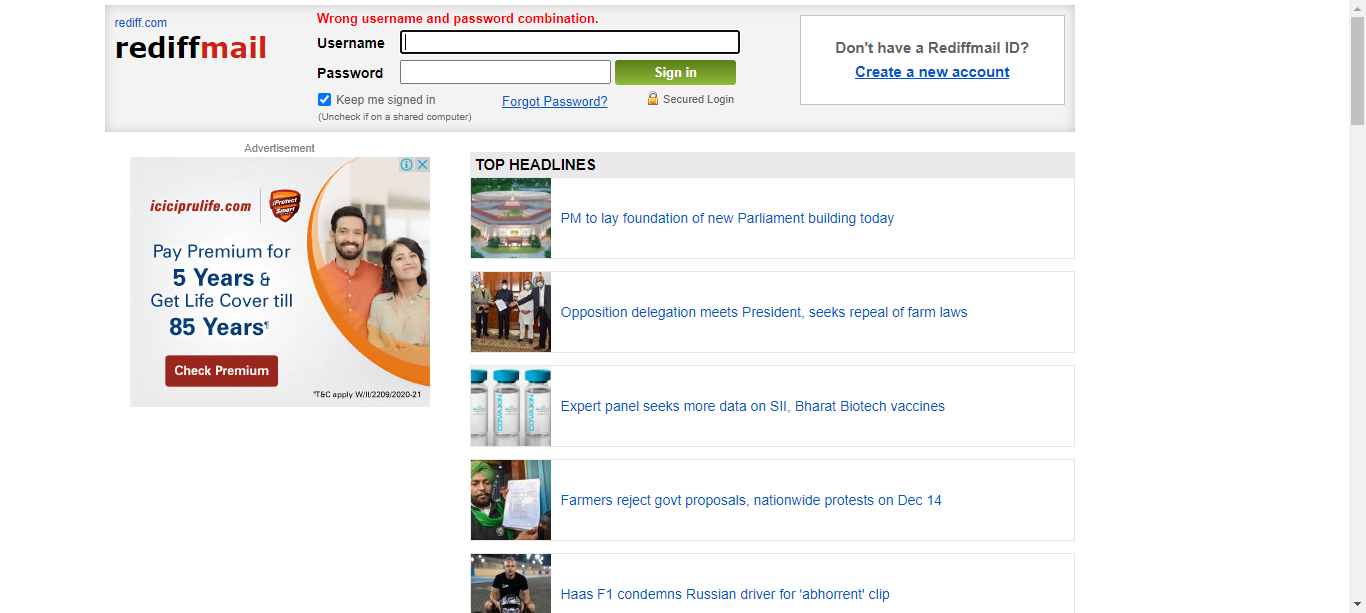 rediff.com
rediffmail
Wrong username and password combination.
Username
Password
Sign in
Keep me signed in
Forgot Password?
Secured Login
(Uncheck if on a shared computer)
Don't have a Rediffmail ID?
Create a new account
Advertisement
iciciprulife.com
iProtect Smart
Pay Premium for
5 Years &
Get Life Cover till
85 Years¶
Check Premium
¶T&C apply W/II/2209/2020-21
TOP HEADLINES
PM to lay foundation of new Parliament building today
Opposition delegation meets President, seeks repeal of farm laws
COVAXIN
Expert panel seeks more data on SII, Bharat Biotech vaccines
Farmers reject govt proposals, nationwide protests on Dec 14
Haas F1 condemns Russian driver for 'abhorrent' clip